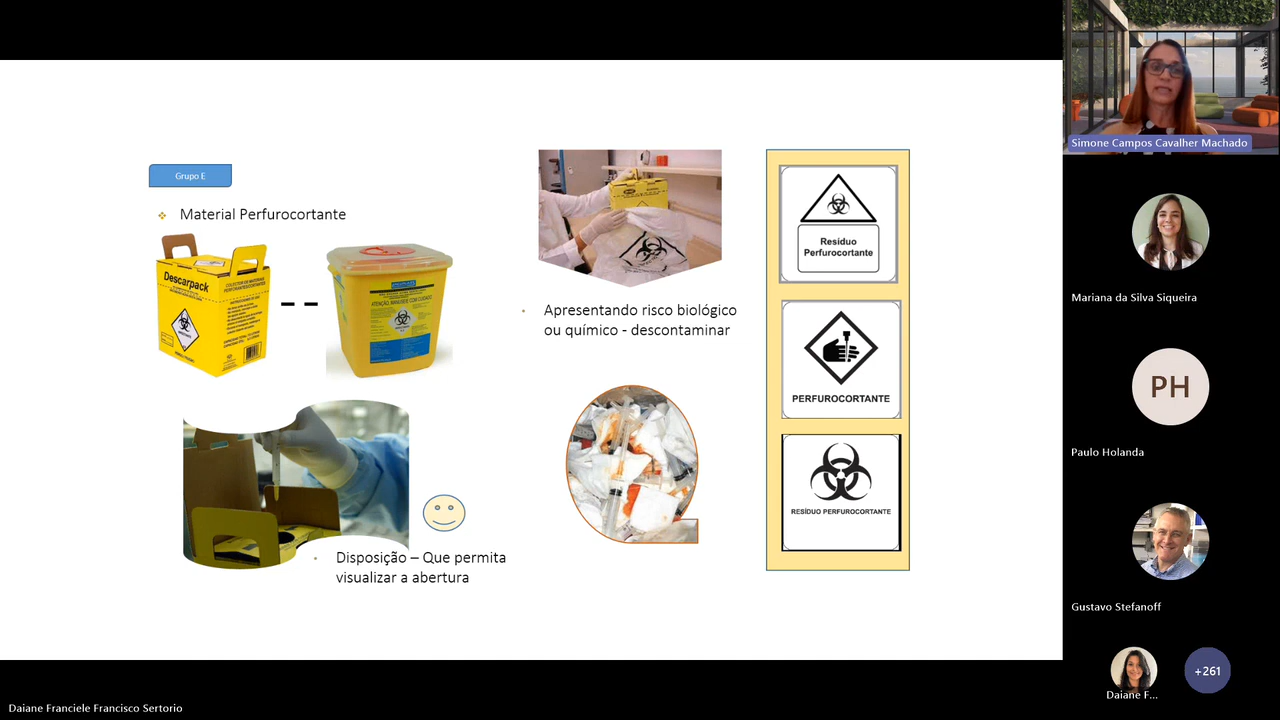 Grupo E
Material Perfurocortante
Descarpack
Apresentando risco biológico
ou químico - descontaminar
Disposição – Que permita
visualizar a abertura
Resíduo
Perfurocortante
PERFUROCORTANTE
RESÍDUO PERFUROCORTANTE
Simone Campos Cavalher Machado
Mariana da Silva Siqueira
PH
Paulo Holanda
Gustavo Stefanoff
Daiane F...
+261
Daiane Franciele Francisco Sertorio